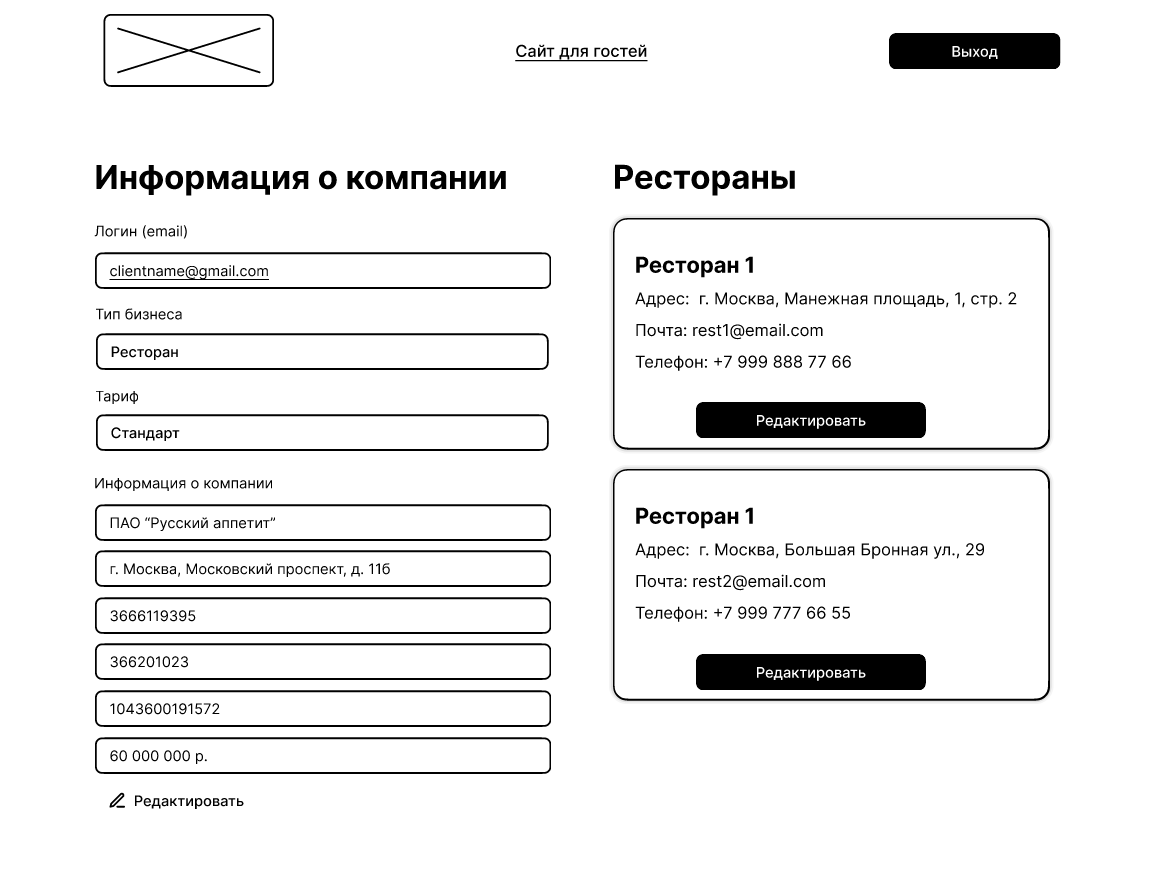 Сайт для гостей
Выход
Информация о компании
Логин (email)
clientname@gmail.com
Тип бизнеса
Ресторан
Тариф
Стандарт
Информация о компании
ПАО “Русский аппетит”
г. Москва, Московский проспект, д. 11б
3666119395
366201023
1043600191572
60 000 000 р.
Редактировать
Рестораны
Ресторан 1
Адрес:  г. Москва, Манежная площадь, 1, стр. 2
Почта: rest1@email.com
Телефон: +7 999 888 77 66
Редактировать
Ресторан 1
Адрес:  г. Москва, Большая Бронная ул., 29
Почта: rest2@email.com
Телефон: +7 999 777 66 55
Редактировать